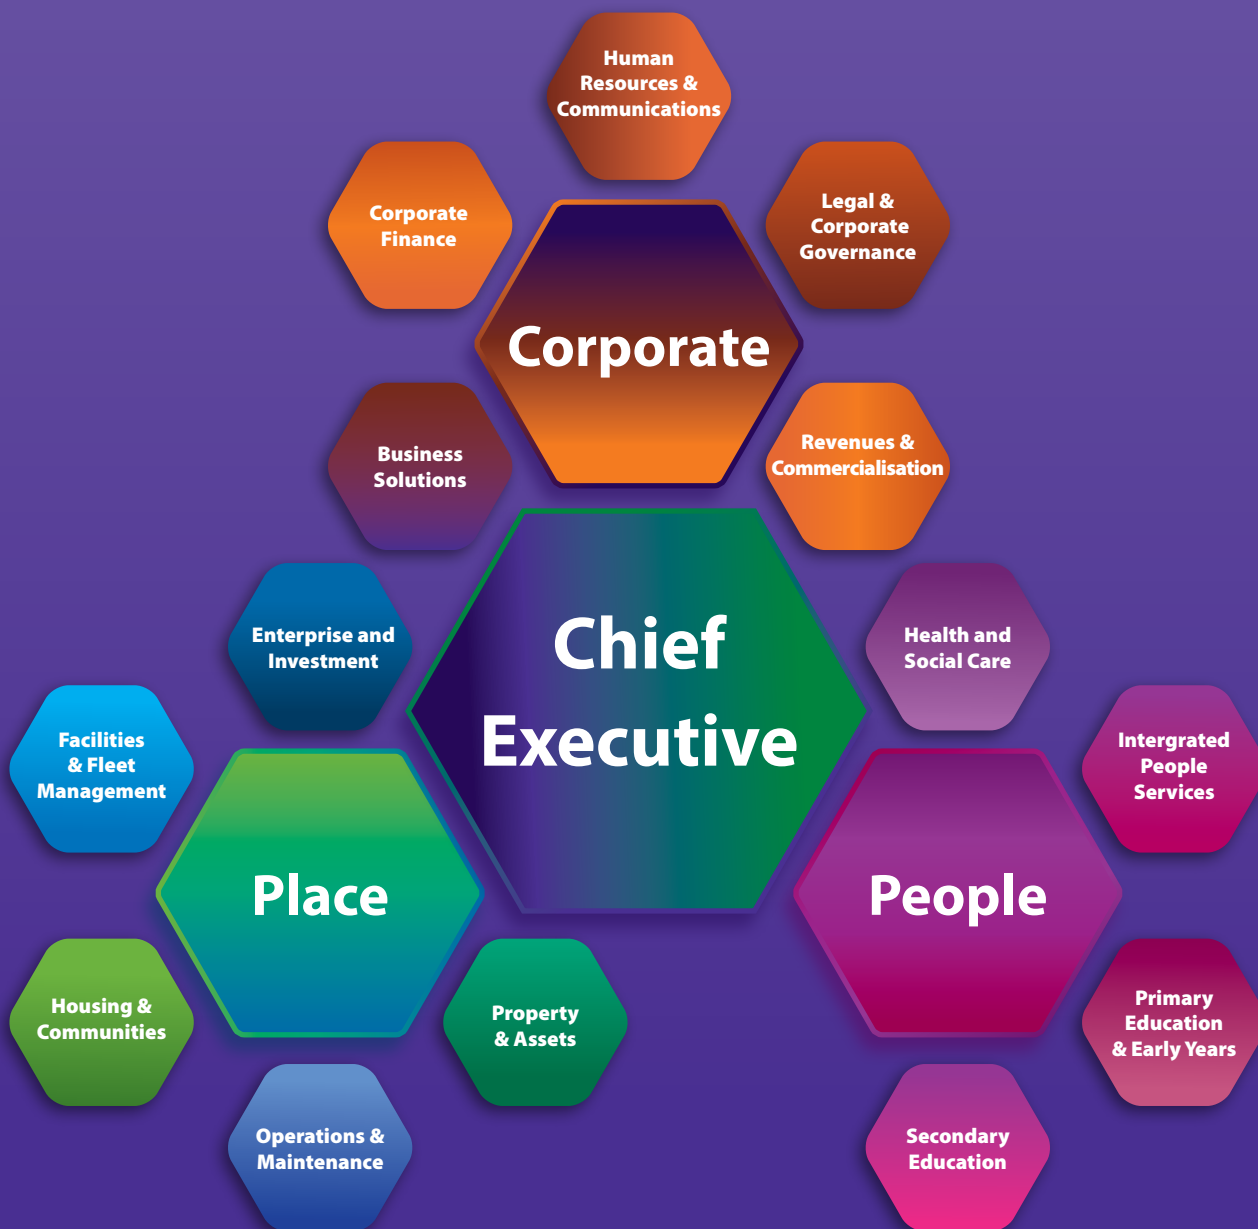 Human
Resources &
Communications
Corporate
Finance
Legal &
Corporate
Governance
Corporate
Business
Solutions
Revenues &
Commercialisation
Chief
Executive
Enterprise and
Investment
Health and
Social Care
Facilities
& Fleet
Management
Intergrated
People
Services
Place
People
Housing &
Communities
Property
& Assets
Primary
Education
& Early Years
Operations &
Maintenance
Secondary
Education